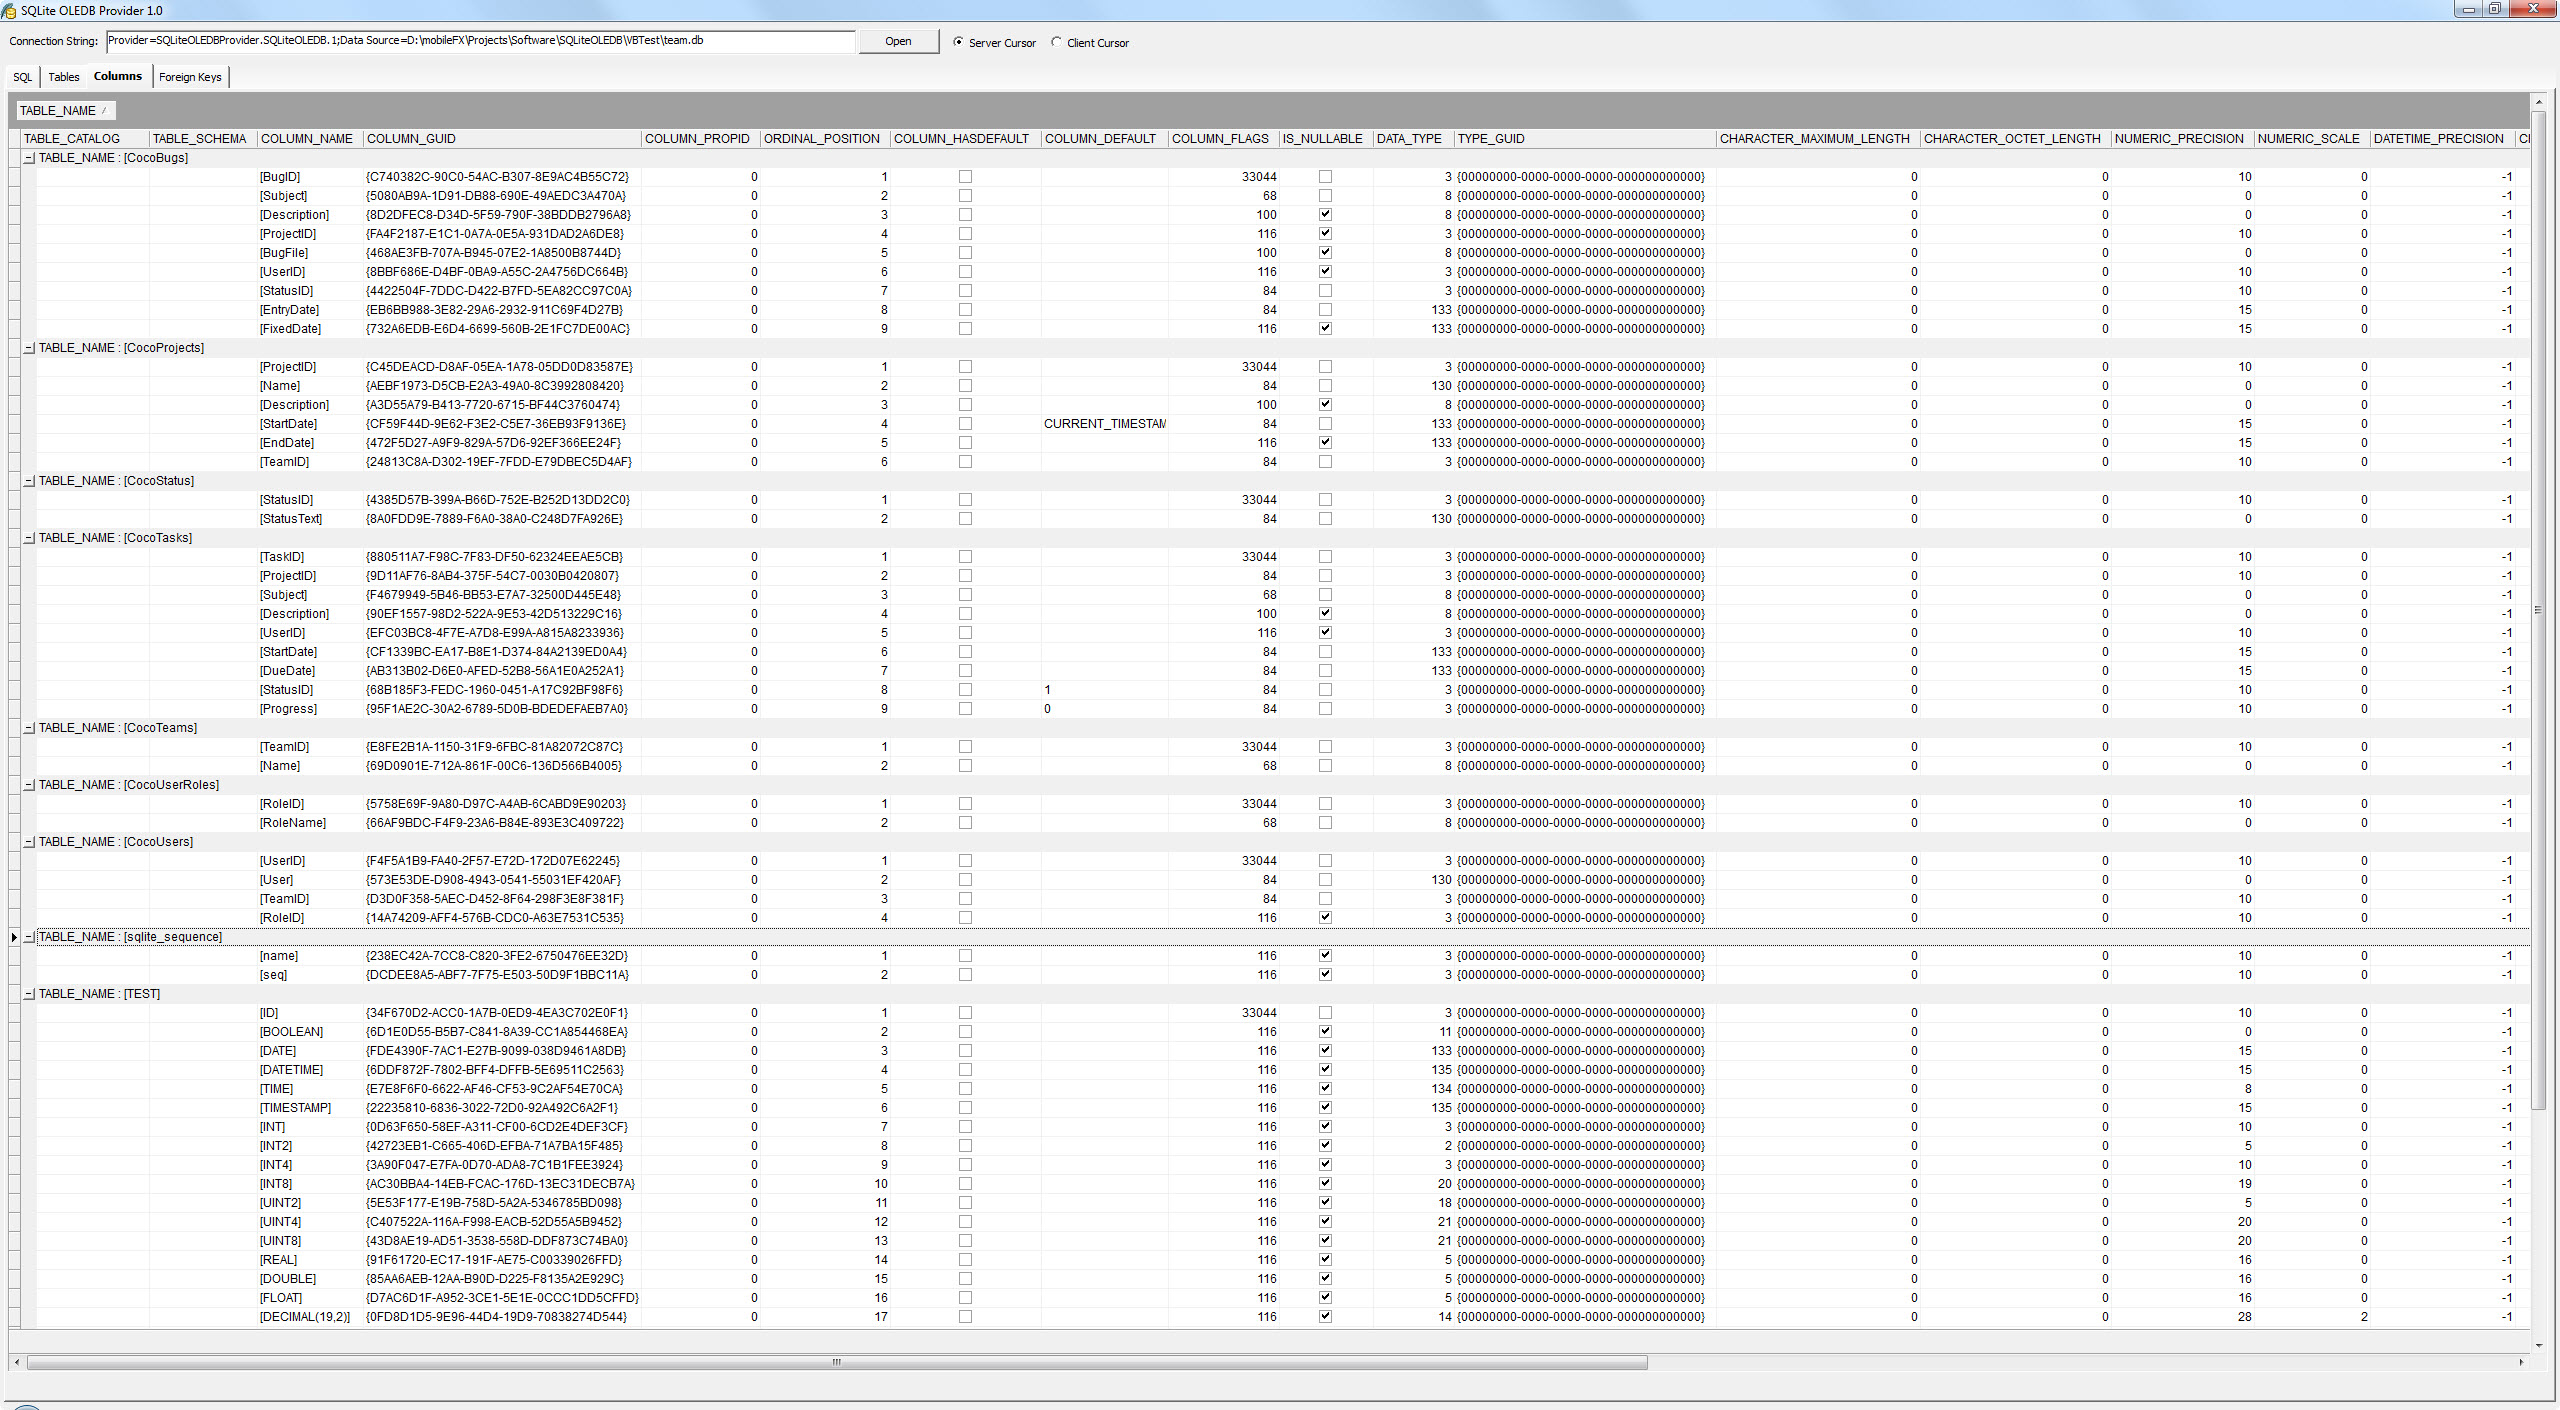 SQLite OLEDB Provider 1.0
Connection String: Provider=SQLiteOLEDBProvider.SQLiteOLEDB.1;Data Source=D:\mobileFX\Projects\Software\SQLiteOLEDB\VBTest\team.db Open Server Cursor Client Cursor
SQL Tables Columns Foreign Keys
TABLE_NAME
TABLE_CATALOG TABLE_SCHEMA COLUMN_NAME COLUMN_GUID COLUMN_PROPID ORDINAL_POSITION COLUMN_HASDEFAULT COLUMN_DEFAULT COLUMN_FLAGS IS_NULLABLE DATA_TYPE TYPE_GUID CHARACTER_MAXIMUM_LENGTH CHARACTER_OCTET_LENGTH NUMERIC_PRECISION NUMERIC_SCALE DATETIME_PRECISION
TABLE_NAME : [CocoBugs]
[BugID] {C740382C-90C0-54AC-B307-8E9AC4B55C72} 0 1 33044 3 {00000000-0000-0000-0000-000000000000} 0 0 10 0 -1
[Subject] {5080AB9A-1D91-DB88-690E-49AEDC3A470A} 0 2 68 8 {00000000-0000-0000-0000-000000000000} 0 0 0 0 -1
[Description] {8D2DFEC8-D34D-5F59-790F-38BDDB2796A8} 0 3 100 8 {00000000-0000-0000-0000-000000000000} 0 0 0 0 -1
[ProjectID] {FA4F2187-E1C1-0A7A-0E5A-931DAD2A6DE8} 0 4 116 3 {00000000-0000-0000-0000-000000000000} 0 0 10 0 -1
[BugFile] {468AE3FB-707A-B945-07E2-1A8500B8744D} 0 5 100 8 {00000000-0000-0000-0000-000000000000} 0 0 0 0 -1
[UserID] {8BBF686E-D4BF-0BA9-A55C-2A4756DC664B} 0 6 116 3 {00000000-0000-0000-0000-000000000000} 0 0 10 0 -1
[StatusID] {4422504F-7DDC-D422-B7FD-5EA82CC97C0A} 0 7 84 3 {00000000-0000-0000-0000-000000000000} 0 0 10 0 -1
[EntryDate] {EB6BB988-3E82-29A6-2932-911C69F4D27B} 0 8 84 133 {00000000-0000-0000-0000-000000000000} 0 0 15 0 -1
[FixedDate] {732A6EDB-E6D4-6699-560B-2E1FC7DE00AC} 0 9 116 133 {00000000-0000-0000-0000-000000000000} 0 0 15 0 -1
TABLE_NAME : [CocoProjects]
[ProjectID] {C45DEACD-D8AF-05EA-1A78-05DD0D83587E} 0 1 33044 3 {00000000-0000-0000-0000-000000000000} 0 0 10 0 -1
[Name] {AEBF1973-D5CB-E2A3-49A0-8C3992808420} 0 2 84 130 {00000000-0000-0000-0000-000000000000} 0 0 0 0 -1
[Description] {A3D55A79-B413-7720-6715-BF44C3760474} 0 3 100 8 {00000000-0000-0000-0000-000000000000} 0 0 0 0 -1
[StartDate] {CF59F44D-9E62-F3E2-C5E7-36EB93F9136E} 0 4 CURRENT_TIMESTAM 84 133 {00000000-0000-0000-0000-000000000000} 0 0 15 0 -1
[EndDate] {472F5D27-A9F9-829A-57D6-92EF366EE24F} 0 5 116 133 {00000000-0000-0000-0000-000000000000} 0 0 15 0 -1
[TeamID] {24813C8A-D302-19EF-7FDD-E79DBEC5D4AF} 0 6 84 3 {00000000-0000-0000-0000-000000000000} 0 0 10 0 -1
TABLE_NAME : [CocoStatus]
[StatusID] {4385D57B-399A-B66D-752E-B252D13DD2C0} 0 1 33044 3 {00000000-0000-0000-0000-000000000000} 0 0 10 0 -1
[StatusText] {8A0FDD9E-7889-F6A0-38A0-C248D7FA926E} 0 2 84 130 {00000000-0000-0000-0000-000000000000} 0 0 0 0 -1
TABLE_NAME : [CocoTasks]
[TaskID] {880511A7-F98C-7F83-DF50-62324EEAE5CB} 0 1 33044 3 {00000000-0000-0000-0000-000000000000} 0 0 10 0 -1
[ProjectID] {9D11AF76-8AB4-375F-54C7-0030B0420807} 0 2 84 3 {00000000-0000-0000-0000-000000000000} 0 0 10 0 -1
[Subject] {F4679949-5B46-BB53-E7A7-32500D445E48} 0 3 68 8 {00000000-0000-0000-0000-000000000000} 0 0 0 0 -1
[Description] {90EF1557-98D2-522A-9E53-42D513229C16} 0 4 100 8 {00000000-0000-0000-0000-000000000000} 0 0 0 0 -1
[UserID] {EFC03BC8-4F7E-A7D8-E99A-A815A8233936} 0 5 116 3 {00000000-0000-0000-0000-000000000000} 0 0 10 0 -1
[StartDate] {CF1339BC-EA17-B8E1-D374-84A2139ED0A4} 0 6 84 133 {00000000-0000-0000-0000-000000000000} 0 0 15 0 -1
[DueDate] {AB313B02-D6E0-AFED-52B8-56A1E0A252A1} 0 7 84 133 {00000000-0000-0000-0000-000000000000} 0 0 15 0 -1
[StatusID] {68B185F3-FEDC-1960-0451-A17C92BF98F6} 0 8 1 84 3 {00000000-0000-0000-0000-000000000000} 0 0 10 0 -1
[Progress] {95F1AE2C-30A2-6789-5D0B-BDEDEFAEB7A0} 0 9 0 84 3 {00000000-0000-0000-0000-000000000000} 0 0 10 0 -1
TABLE_NAME : [CocoTeams]
[TeamID] {E8FE2B1A-1150-31F9-6FBC-81A82072C87C} 0 1 33044 3 {00000000-0000-0000-0000-000000000000} 0 0 10 0 -1
[Name] {69D0901E-712A-861F-00C6-136D566B4005} 0 2 68 8 {00000000-0000-0000-0000-000000000000} 0 0 0 0 -1
TABLE_NAME : [CocoUserRoles]
[RoleID] {5758E69F-9A80-D97C-A4AB-6CABD9E90203} 0 1 33044 3 {00000000-0000-0000-0000-000000000000} 0 0 10 0 -1
[RoleName] {66AF9BDC-F4F9-23A6-B84E-893E3C409722} 0 2 68 8 {00000000-0000-0000-0000-000000000000} 0 0 0 0 -1
TABLE_NAME : [CocoUsers]
[UserID] {F4F5A1B9-FA40-2F57-E72D-172D07E62245} 0 1 33044 3 {00000000-0000-0000-0000-000000000000} 0 0 10 0 -1
[User] {573E53DE-D908-4943-0541-55031EF420AF} 0 2 84 130 {00000000-0000-0000-0000-000000000000} 0 0 0 0 -1
[TeamID] {D3D0F358-5AEC-D452-8F64-298F3E8F381F} 0 3 84 3 {00000000-0000-0000-0000-000000000000} 0 0 10 0 -1
[RoleID] {14A74209-AFF4-576B-CDC0-A63E7531C535} 0 4 116 3 {00000000-0000-0000-0000-000000000000} 0 0 10 0 -1
TABLE_NAME : [sqlite_sequence]
[name] {238EC42A-7CC8-C820-3FE2-6750476EE32D} 0 1 116 3 {00000000-0000-0000-0000-000000000000} 0 0 10 0 -1
[seq] {DCDEE8A5-ABF7-7F75-E503-50D9F1BBC11A} 0 2 116 3 {00000000-0000-0000-0000-000000000000} 0 0 10 0 -1
TABLE_NAME : [TEST]
[ID] {34F670D2-ACC0-1A7B-0ED9-4EA3C702E0F1} 0 1 33044 3 {00000000-0000-0000-0000-000000000000} 0 0 10 0 -1
[BOOLEAN] {6D1E0D55-B5B7-C841-8A39-CC1A854468EA} 0 2 116 11 {00000000-0000-0000-0000-000000000000} 0 0 0 0 -1
[DATE] {FDE4390F-7AC1-E27B-9099-038D9461A8DB} 0 3 116 133 {00000000-0000-0000-0000-000000000000} 0 0 15 0 -1
[DATETIME] {6DDF872F-7802-BFF4-DFFB-5E69511C2563} 0 4 116 135 {00000000-0000-0000-0000-000000000000} 0 0 15 0 -1
[TIME] {E7E8F6F0-6622-AF46-CF53-9C2AF54E70CA} 0 5 116 134 {00000000-0000-0000-0000-000000000000} 0 0 8 0 -1
[TIMESTAMP] {22235810-6836-3022-72D0-92A492C6A2F1} 0 6 116 135 {00000000-0000-0000-0000-000000000000} 0 0 15 0 -1
[INT] {0D63F650-58EF-A311-CF00-6CD2E4DEF3CF} 0 7 116 3 {00000000-0000-0000-0000-000000000000} 0 0 10 0 -1
[INT2] {42723EB1-C665-406D-EFBA-71A7BA15F485} 0 8 116 2 {00000000-0000-0000-0000-000000000000} 0 0 5 0 -1
[INT4] {3A90F047-E7FA-0D70-ADA8-7C1B1FEE3924} 0 9 116 3 {00000000-0000-0000-0000-000000000000} 0 0 10 0 -1
[INT8] {AC30BBA4-14EB-FCAC-176D-13EC31DECB7A} 0 10 116 20 {00000000-0000-0000-0000-000000000000} 0 0 19 0 -1
[UINT2] {5E53F177-E19B-758D-5A2A-5346785BD098} 0 11 116 18 {00000000-0000-0000-0000-000000000000} 0 0 5 0 -1
[UINT4] {C407522A-116A-F998-EACB-52D55A5B9452} 0 12 116 21 {00000000-0000-0000-0000-000000000000} 0 0 20 0 -1
[UINT8] {43D8AE19-AD51-3538-558D-DDF873C74BA0} 0 13 116 21 {00000000-0000-0000-0000-000000000000} 0 0 20 0 -1
[REAL] {91F61720-EC17-191F-AE75-C00339026FFD} 0 14 116 5 {00000000-0000-0000-0000-000000000000} 0 0 16 0 -1
[DOUBLE] {85AA6AEB-12AA-B90D-D225-F8135A2E929C} 0 15 116 5 {00000000-0000-0000-0000-000000000000} 0 0 16 0 -1
[FLOAT] {D7AC6D1F-A952-3CE1-5E1E-0CCC1DD5CFFD} 0 16 116 5 {00000000-0000-0000-0000-000000000000} 0 0 16 0 -1
[DECIMAL(19,2)] {0FD8D1D5-9E96-44D4-19D9-70838274D544} 0 17 116 14 {00000000-0000-0000-0000-000000000000} 0 0 28 2 -1